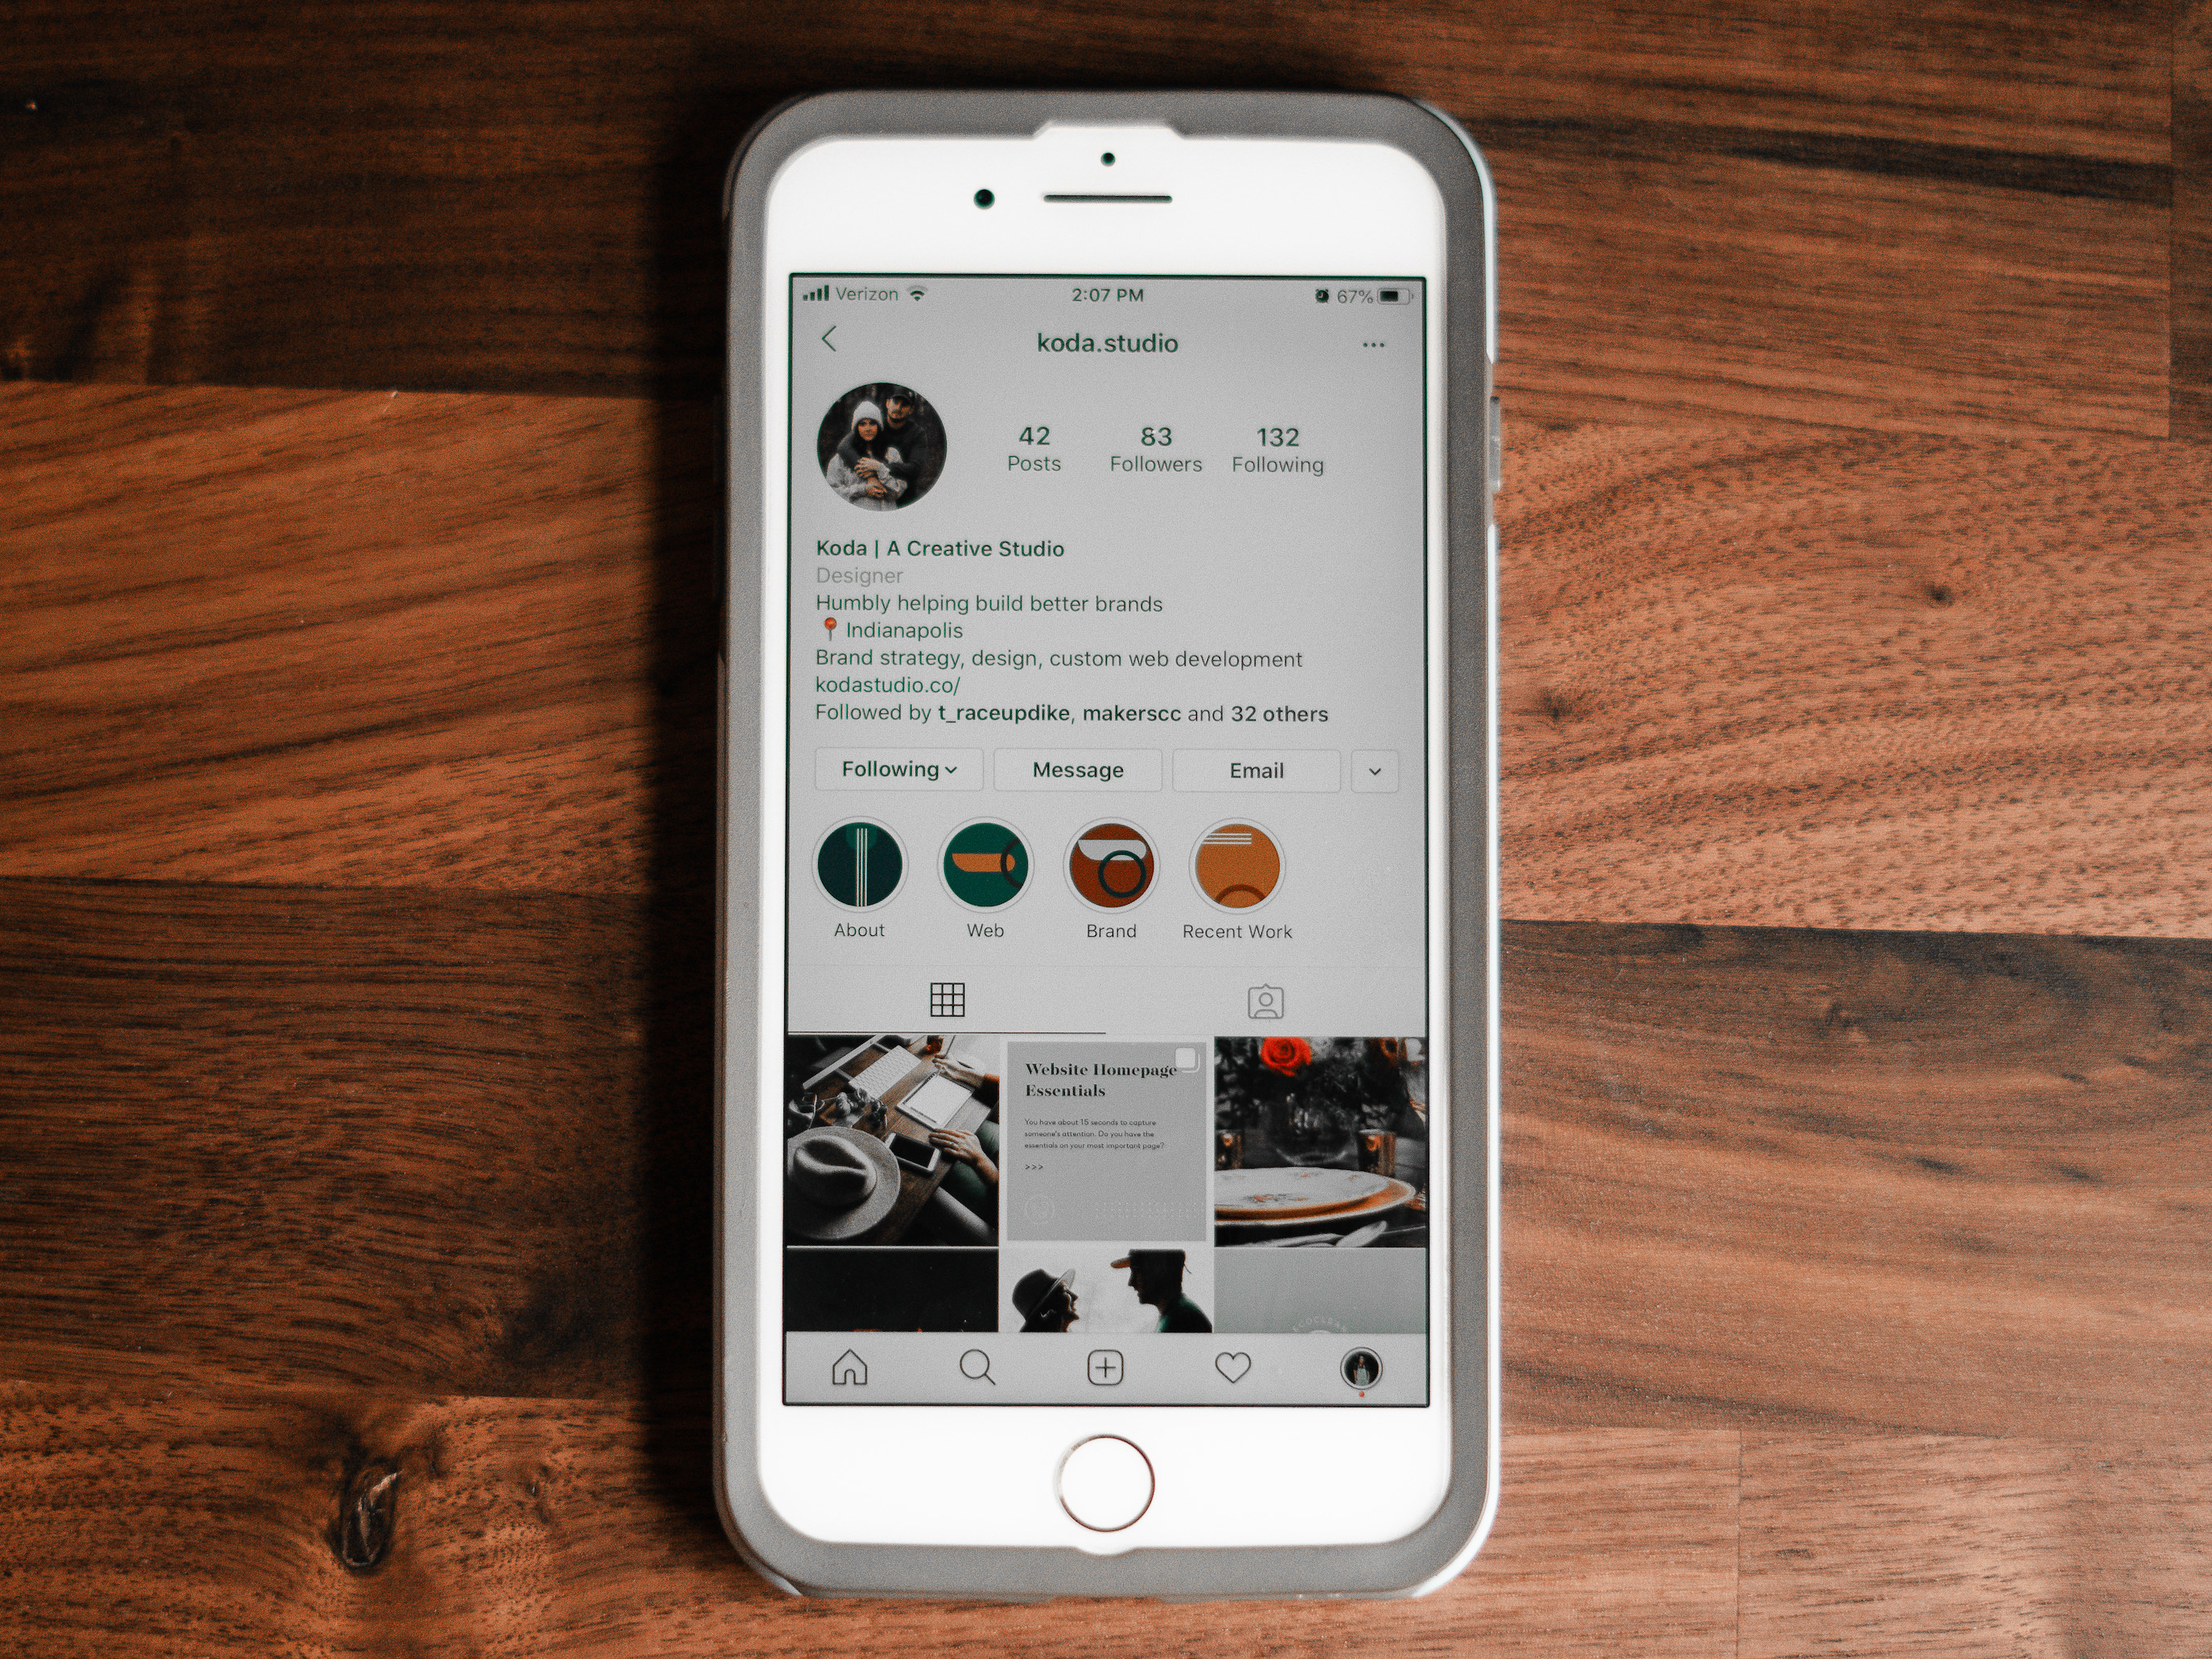 Verizon 2:07 PM 67%
koda.studio
42 83 132
Posts Followers Following
Koda | A Creative Studio
Designer
Humbly helping build better brands
Indianapolis
Brand strategy, design, custom web development
kodastudio.co/
Followed by t_raceupdike, makerscc and 32 others
Following Message Email
About Web Brand Recent Work
Website Homepage
Essentials
You have about 15 seconds to capture
someone's attention. Do you have the
essentials on your most important page?
>>>